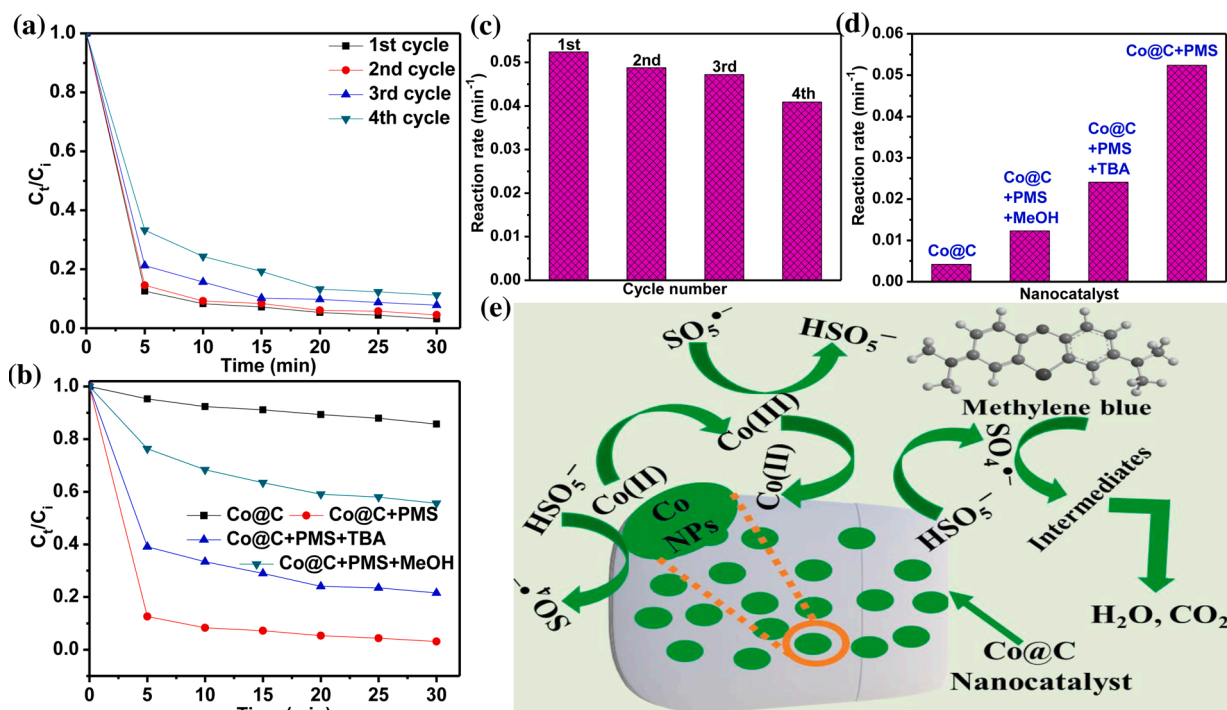 (a)
1.0
0.8
0.6
0.4
0.2
0.0
Cₜ/Cᵢ
1st cycle
2nd cycle
3rd cycle
4th cycle
0 5 10 15 20 25 30
Time (min)
(b)
1.0
0.8
0.6
0.4
0.2
0.0
Cₜ/Cᵢ
Co@C Co@C+PMS
Co@C+PMS+TBA
Co@C+PMS+MeOH
0 5 10 15 20 25 30
Time (min)
(c)
0.05
0.04
0.03
0.02
0.01
0.00
Reaction rate (min⁻¹)
1st
2nd
3rd
4th
Cycle number
(d)
0.06
0.05
0.04
0.03
0.02
0.01
0.00
Reaction rate (min⁻¹)
Co@C
Co@C
+PMS
+MeOH
Co@C
+PMS
+TBA
Co@C+PMS
Nanocatalyst
(e)
SO₅•⁻
HSO₅⁻
Co(III)
Co(II)
Co(II)
HSO₅⁻
SO₄•⁻
Co
NPs
Methylene blue
SO₄•⁻
HSO₅⁻
Intermediates
H₂O, CO₂
Co@C
Nanocatalyst